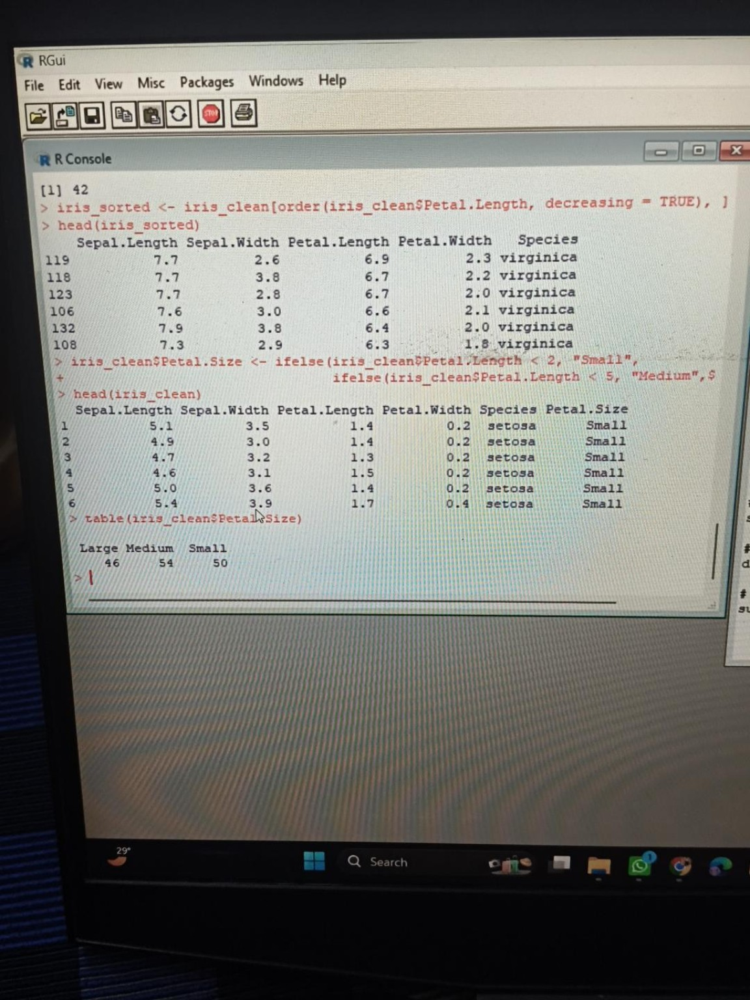 RGui
File Edit View Misc Packages Windows Help
STOP
R Console
[1] 42
> iris_sorted <- iris_clean[order(iris_clean$Petal.Length, decreasing = TRUE), ]
> head(iris_sorted)
Sepal.Length Sepal.Width Petal.Length Petal.Width Species
119 7.7 2.6 6.9 2.3 virginica
118 7.7 3.8 6.7 2.2 virginica
123 7.7 2.8 6.7 2.0 virginica
106 7.6 3.0 6.6 2.1 virginica
132 7.9 3.8 6.4 2.0 virginica
108 7.3 2.9 6.3 1.8 virginica
> iris_clean$Petal.Size <- ifelse(iris_clean$Petal.Length < 2, "Small",
+ ifelse(iris_clean$Petal.Length < 5, "Medium",$
> head(iris_clean)
Sepal.Length Sepal.Width Petal.Length Petal.Width Species Petal.Size
1 5.1 3.5 1.4 0.2 setosa Small
2 4.9 3.0 1.4 0.2 setosa Small
3 4.7 3.2 1.3 0.2 setosa Small
4 4.6 3.1 1.5 0.2 setosa Small
5 5.0 3.6 1.4 0.2 setosa Small
6 5.4 3.9 1.7 0.4 setosa Small
> table(iris_clean$Petal.Size)
Large Medium Small
46 54 50
>
#
d
#
su
29°
Search
1